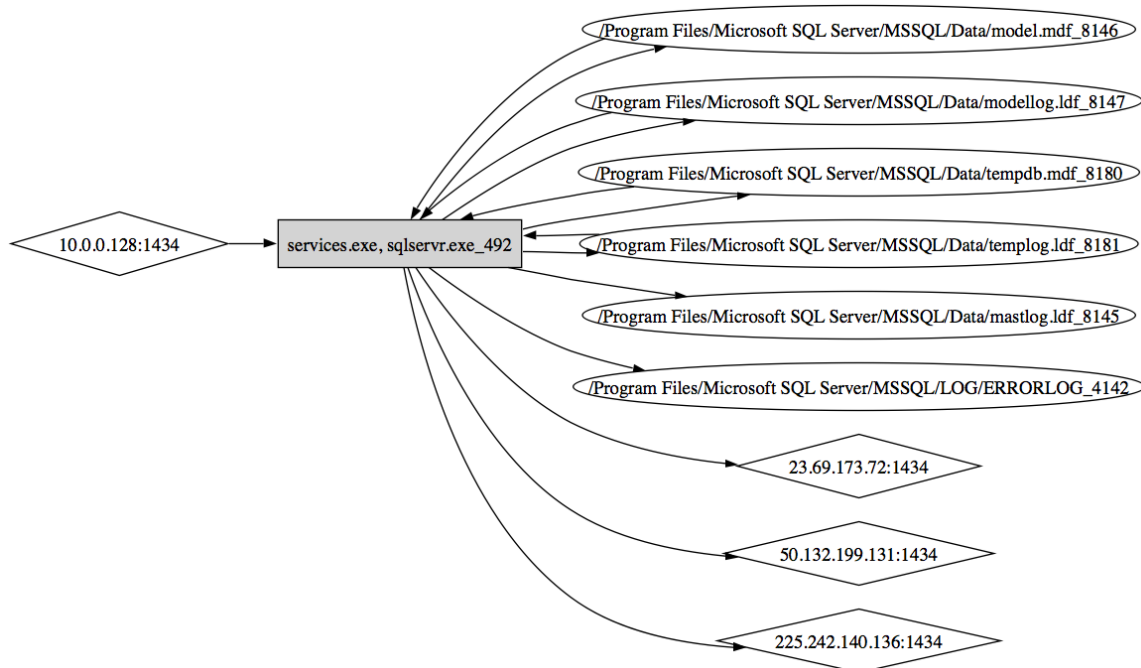 /Program Files/Microsoft SQL Server/MSSQL/Data/model.mdf_8146
/Program Files/Microsoft SQL Server/MSSQL/Data/modellog.ldf_8147
/Program Files/Microsoft SQL Server/MSSQL/Data/tempdb.mdf_8180
10.0.0.128:1434
services.exe, sqlservr.exe_492
/Program Files/Microsoft SQL Server/MSSQL/Data/templog.ldf_8181
/Program Files/Microsoft SQL Server/MSSQL/Data/mastlog.ldf_8145
/Program Files/Microsoft SQL Server/MSSQL/LOG/ERRORLOG_4142
23.69.173.72:1434
50.132.199.131:1434
225.242.140.136:1434